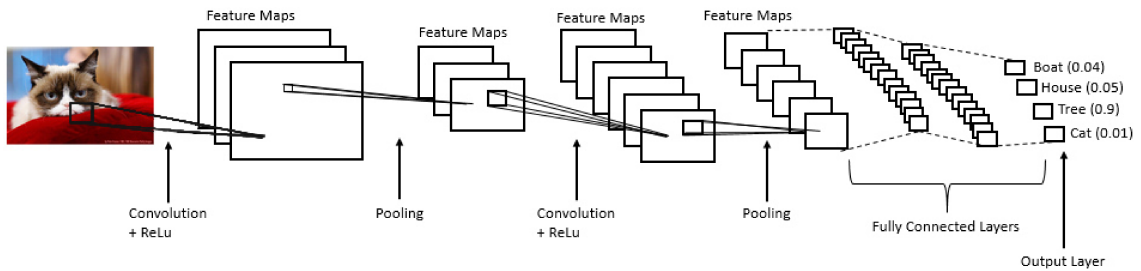 Feature Maps
Feature Maps
Feature Maps
Feature Maps
Boat (0.04)
House (0.05)
Tree (0.9)
Cat (0.01)
Convolution
+ ReLu
Pooling
Convolution
+ ReLu
Pooling
Fully Connected Layers
Output Layer